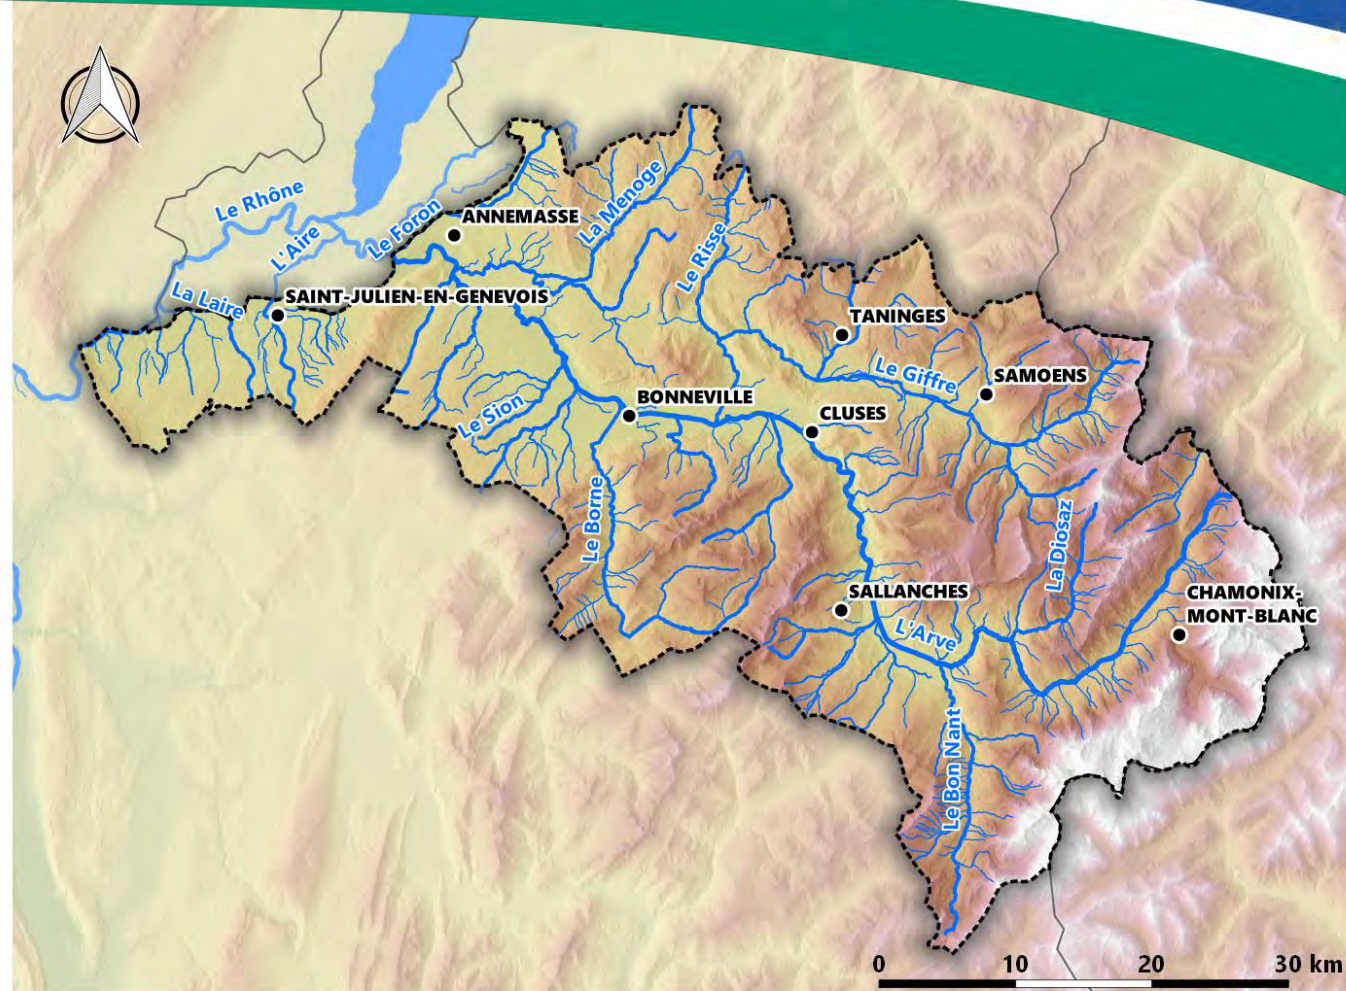 Le Rhône
L'Aire
Le Foron
ANNEMASSE
La Menoge
Le Risse
La Laire
SAINT-JULIEN-EN-GENEVOIS
TANINGES
Le Giffre
SAMOENS
Le Sion
BONNEVILLE
CLUSES
Le Borne
La Diosaz
SALLANCHES
CHAMONIX-
MONT-BLANC
L'Arve
Le Bon Nant
0 10 20 30 km